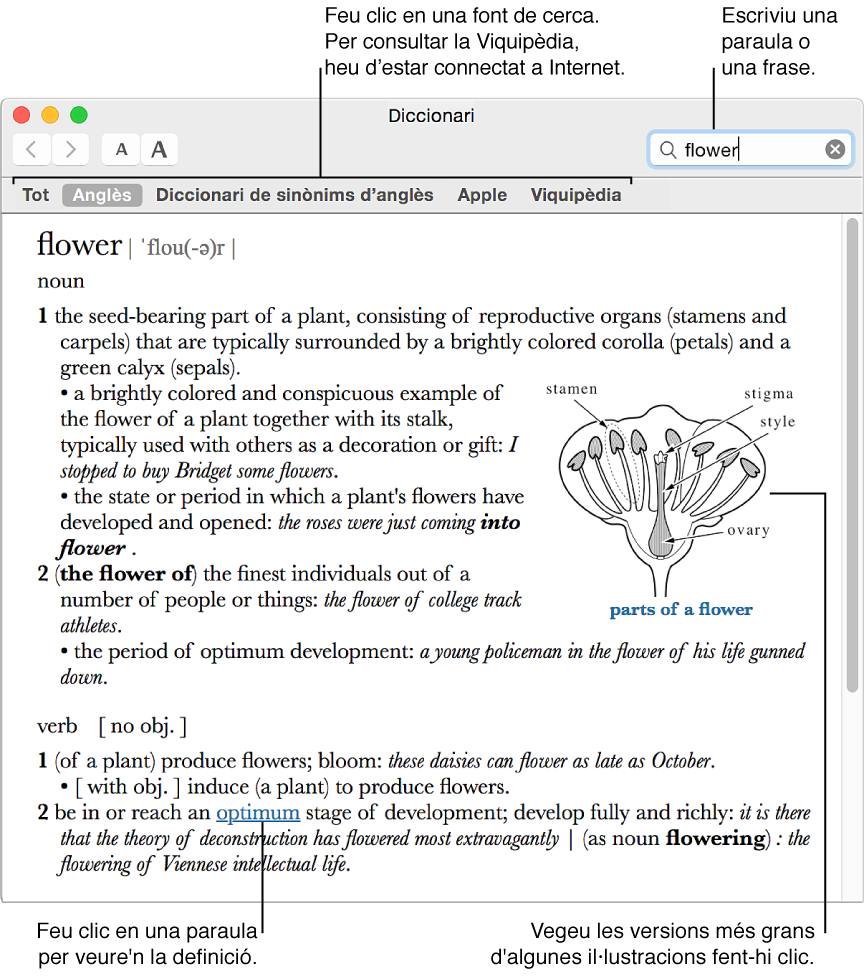 Feu clic en una font de cerca.
Per consultar la Viquipèdia,
heu d’estar connectat a Internet.
Escriviu una
paraula o
una frase.
Diccionari
A A
flower
Tot Anglès Diccionari de sinònims d’anglès Apple Viquipèdia
flower | ˈflou(-ə)r |
noun
1 the seed-bearing part of a plant, consisting of reproductive organs (stamens and
carpels) that are typically surrounded by a brightly colored corolla (petals) and a
green calyx (sepals).
• a brightly colored and conspicuous example of
the flower of a plant together with its stalk,
typically used with others as a decoration or gift: I
stopped to buy Bridget some flowers.
• the state or period in which a plant's flowers have
developed and opened: the roses were just coming into
flower .
2 (the flower of) the finest individuals out of a
number of people or things: the flower of college track
athletes.
stamen
stigma
style
ovary
parts of a flower
• the period of optimum development: a young policeman in the flower of his life gunned
down.
verb [ no obj. ]
1 (of a plant) produce flowers; bloom: these daisies can flower as late as October.
• [ with obj. ] induce (a plant) to produce flowers.
2 be in or reach an optimum stage of development; develop fully and richly: it is there
that the theory of deconstruction has flowered most extravagantly | (as noun flowering) : the
flowering of Viennese intellectual life.
Feu clic en una paraula
per veure'n la definició.
Vegeu les versions més grans
d'algunes il·lustracions fent-hi clic.